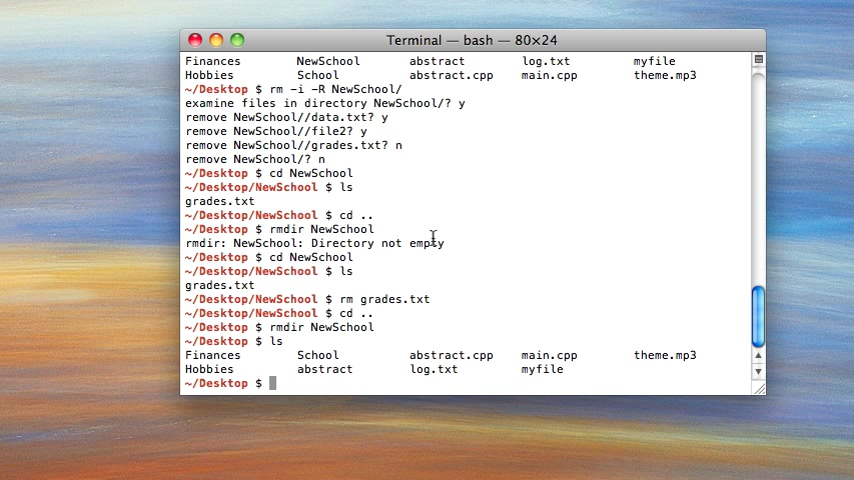 Terminal — bash — 80×24
Finances NewSchool abstract log.txt myfile
Hobbies School abstract.cpp main.cpp theme.mp3
~/Desktop $ rm -i -R NewSchool/
examine files in directory NewSchool/? y
remove NewSchool//data.txt? y
remove NewSchool//file2? y
remove NewSchool//grades.txt? n
remove NewSchool/? n
~/Desktop $ cd NewSchool
~/Desktop/NewSchool $ ls
grades.txt
~/Desktop/NewSchool $ cd ..
~/Desktop $ rmdir NewSchool
rmdir: NewSchool: Directory not empty
~/Desktop $ cd NewSchool
~/Desktop/NewSchool $ ls
grades.txt
~/Desktop/NewSchool $ rm grades.txt
~/Desktop/NewSchool $ cd ..
~/Desktop $ rmdir NewSchool
~/Desktop $ ls
Finances School abstract.cpp main.cpp theme.mp3
Hobbies abstract log.txt myfile
~/Desktop $